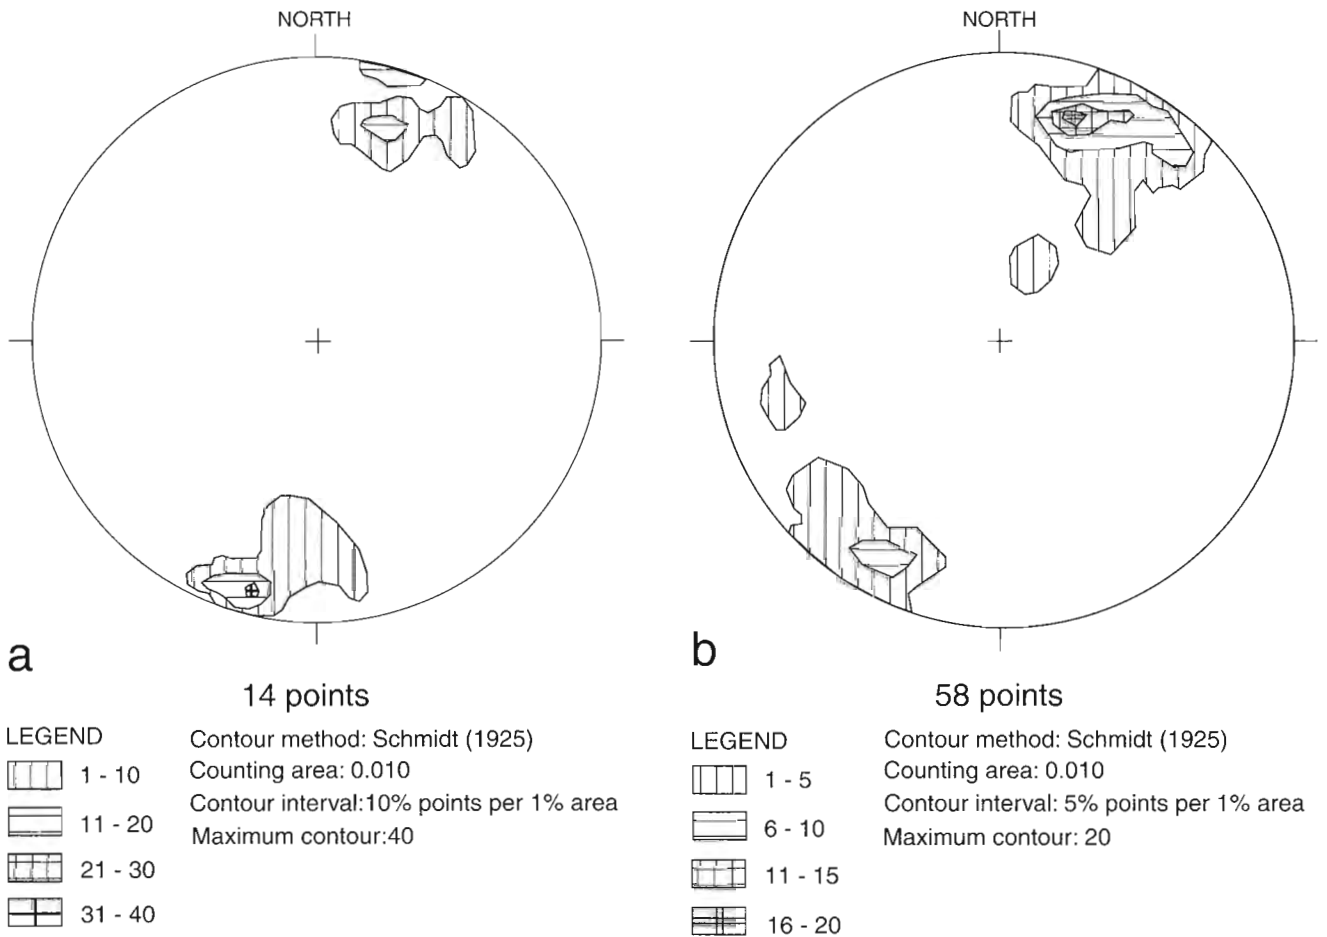 NORTH
NORTH
a
b
14 points
LEGEND
Contour method: Schmidt (1925)
1 - 10
Counting area: 0.010
Contour interval:10% points per 1% area
11 - 20
Maximum contour:40
21 - 30
31 - 40
58 points
LEGEND
Contour method: Schmidt (1925)
1 - 5
Counting area: 0.010
Contour interval: 5% points per 1% area
6 - 10
Maximum contour: 20
11 - 15
16 - 20